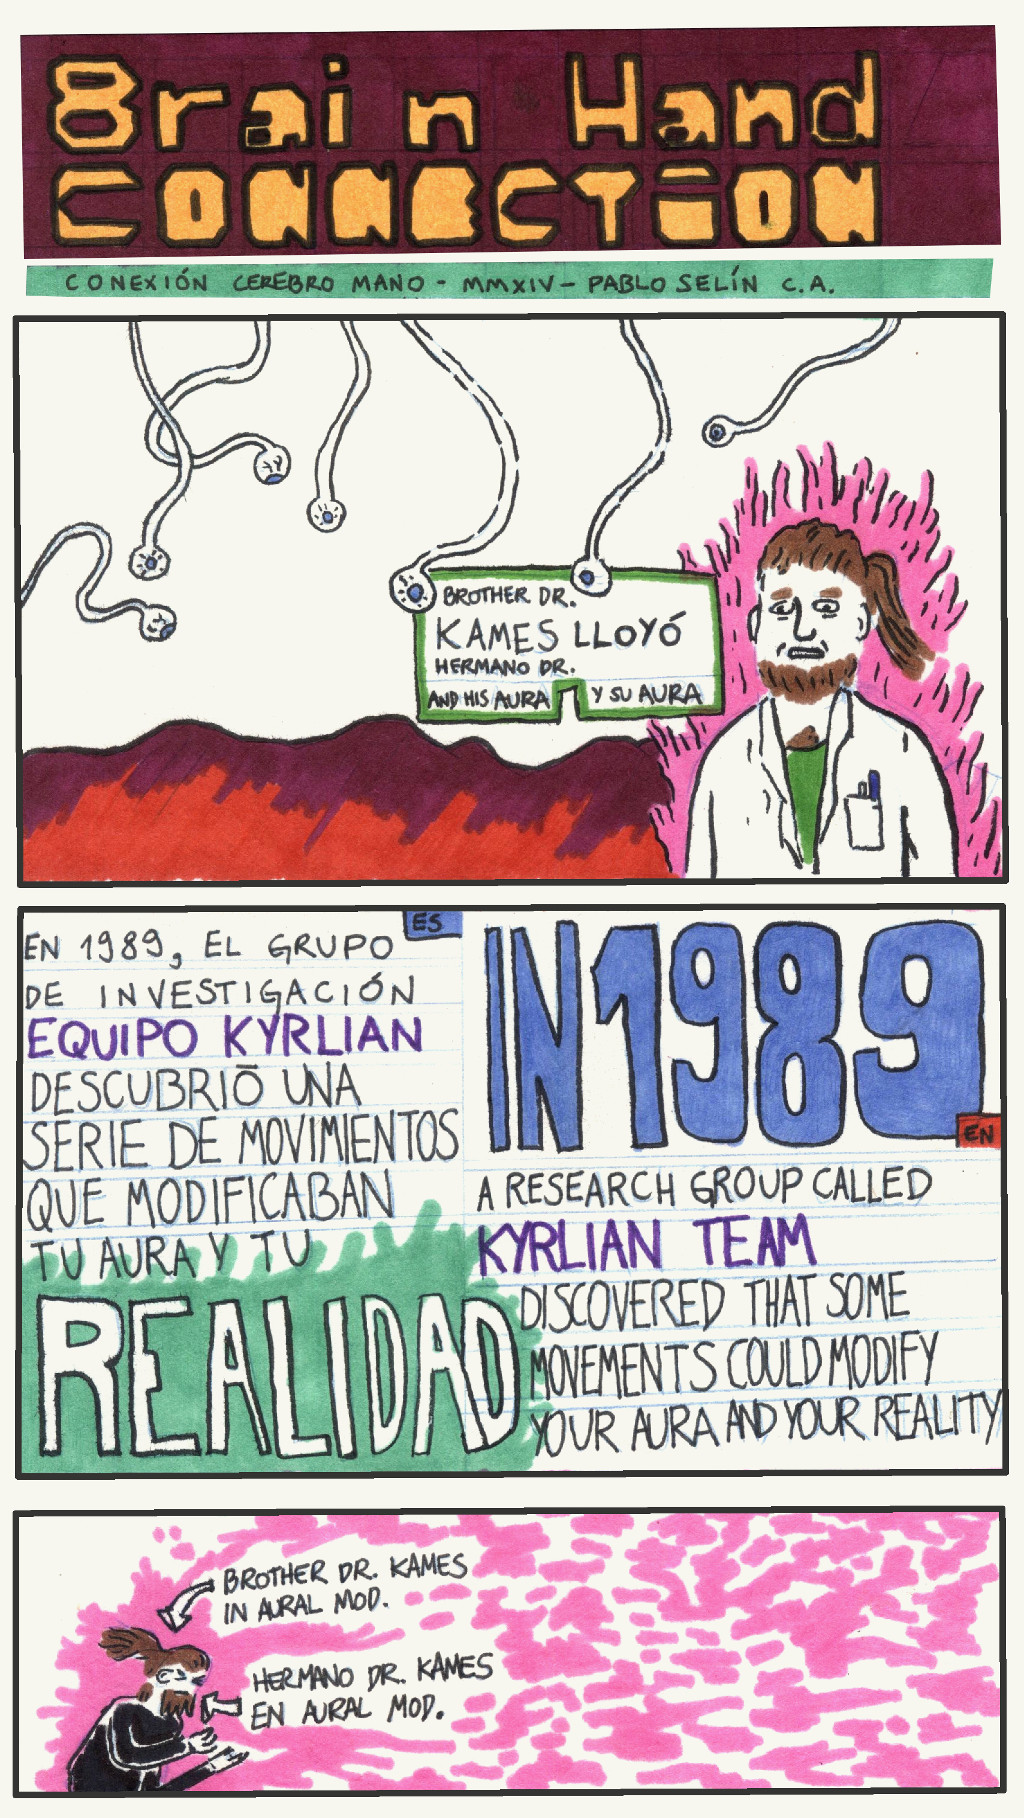 Brain Hand
CONNECTION
CONEXIÓN CEREBRO MANO - MMXIV - PABLO SELÍN C.A.
BROTHER DR.
KAMES LLOYÓ
HERMANO DR.
AND HIS AURA Y SU AURA
ES
EN 1989, EL GRUPO
DE INVESTIGACIÓN
EQUIPO KYRLIAN
DESCUBRIÓ UNA
SERIE DE MOVIMIENTOS
QUE MODIFICABAN
TU AURA Y TU
REALIDAD
IN 1989
EN
A RESEARCH GROUP CALLED
KYRLIAN TEAM
DISCOVERED THAT SOME
MOVEMENTS COULD MODIFY
YOUR AURA AND YOUR REALITY
BROTHER DR. KAMES
IN AURAL MOD.
HERMANO DR. KAMES
EN AURAL MOD.